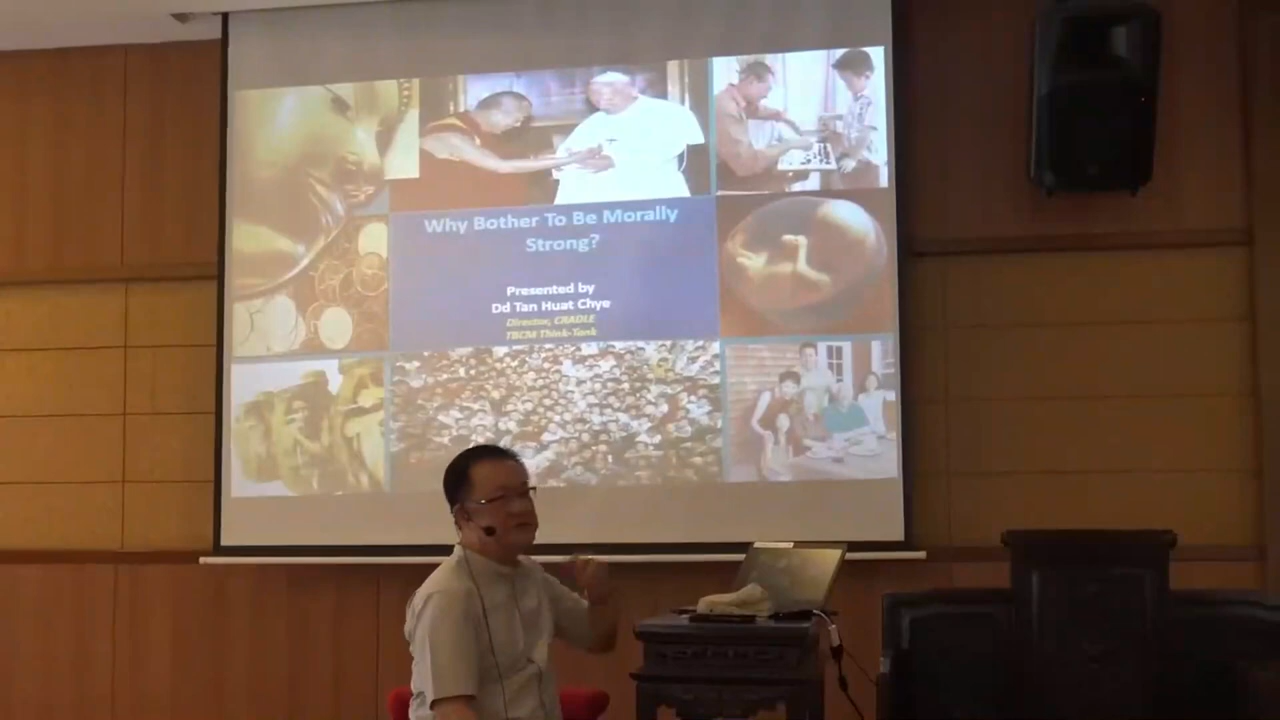 Why Bother To Be Morally
Strong?
Presented by
Dd Tan Huat Chye
Director, CRADLE
TBCM Think-Tank